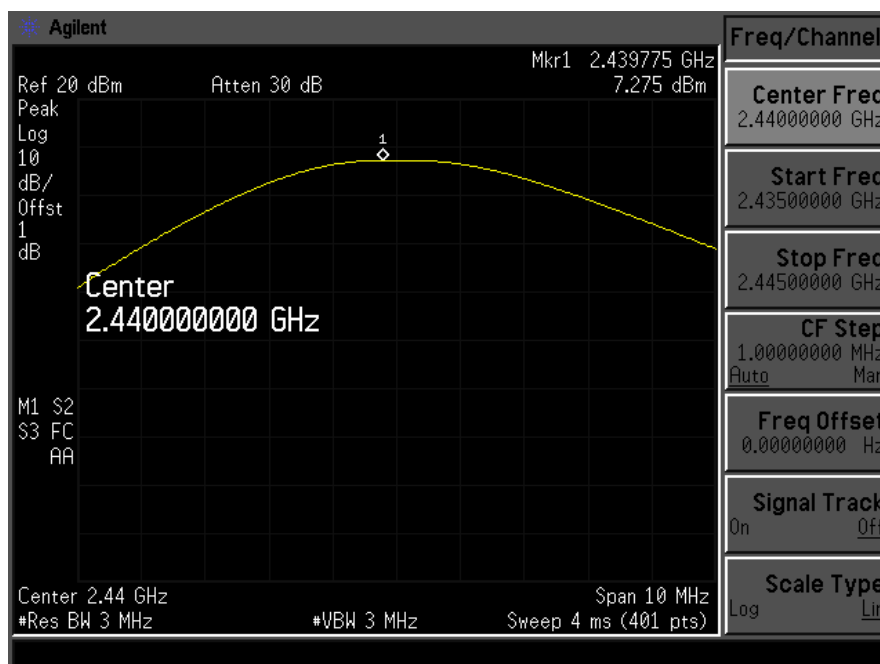 Agilent
Mkr1 2.439775 GHz
Ref 20 dBm Atten 30 dB 7.275 dBm
Peak
Log
10
dB/
Offst
1
dB
1
Center
2.440000000 GHz
M1 S2
S3 FC
AA
Center 2.44 GHz Span 10 MHz
#Res BW 3 MHz #VBW 3 MHz Sweep 4 ms (401 pts)
Freq/Channel
Center Freq
2.44000000 GHz
Start Freq
2.43500000 GHz
Stop Freq
2.44500000 GHz
CF Step
1.00000000 MHz
Auto Man
Freq Offset
0.00000000 Hz
Signal Track
On Off
Scale Type
Log Lin